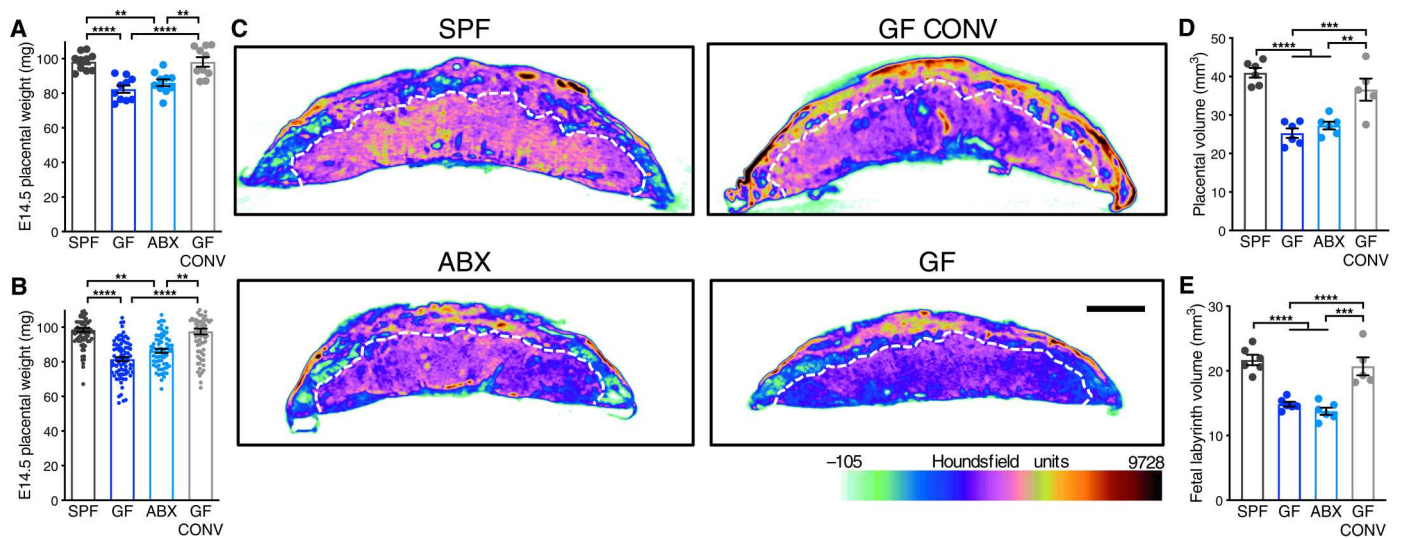 A
E14.5 placental weight (mg)
** **
**** ****
100
80
60
40
20
0
SPF GF ABX GF
CONV
B
E14.5 placental weight (mg)
** **
**** ****
100
80
60
40
20
0
SPF GF ABX GF
CONV
C
SPF
GF CONV
ABX
GF
−105 Houndsfield units 9728
D
Placental volume (mm3)
***
**** **
50
40
30
20
10
0
SPF GF ABX GF
CONV
E
Fetal labyrinth volume (mm3)
****
**** ***
30
20
10
0
SPF GF ABX GF
CONV